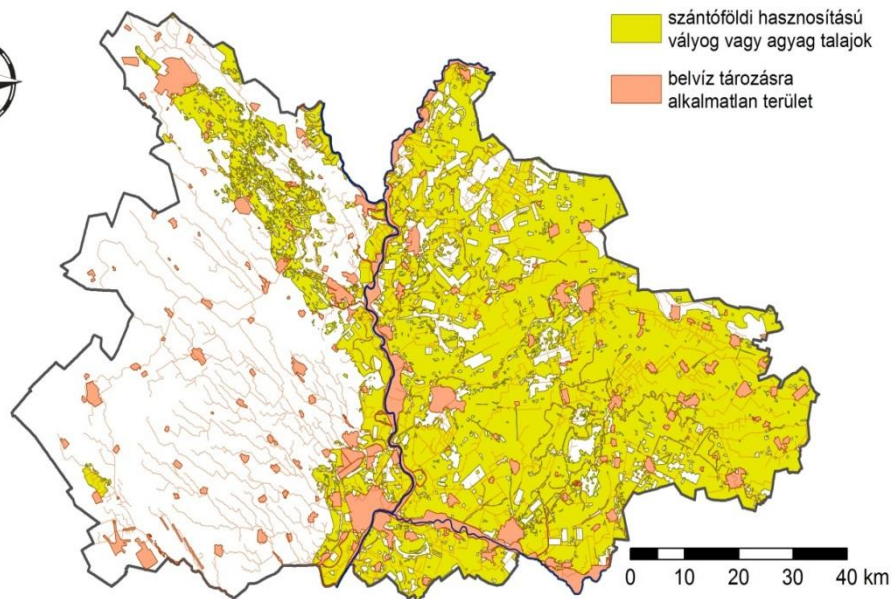 szántóföldi hasznosítású
vályog vagy agyag talajok
belvíz tározásra
alkalmatlan terület
0 10 20 30 40 km